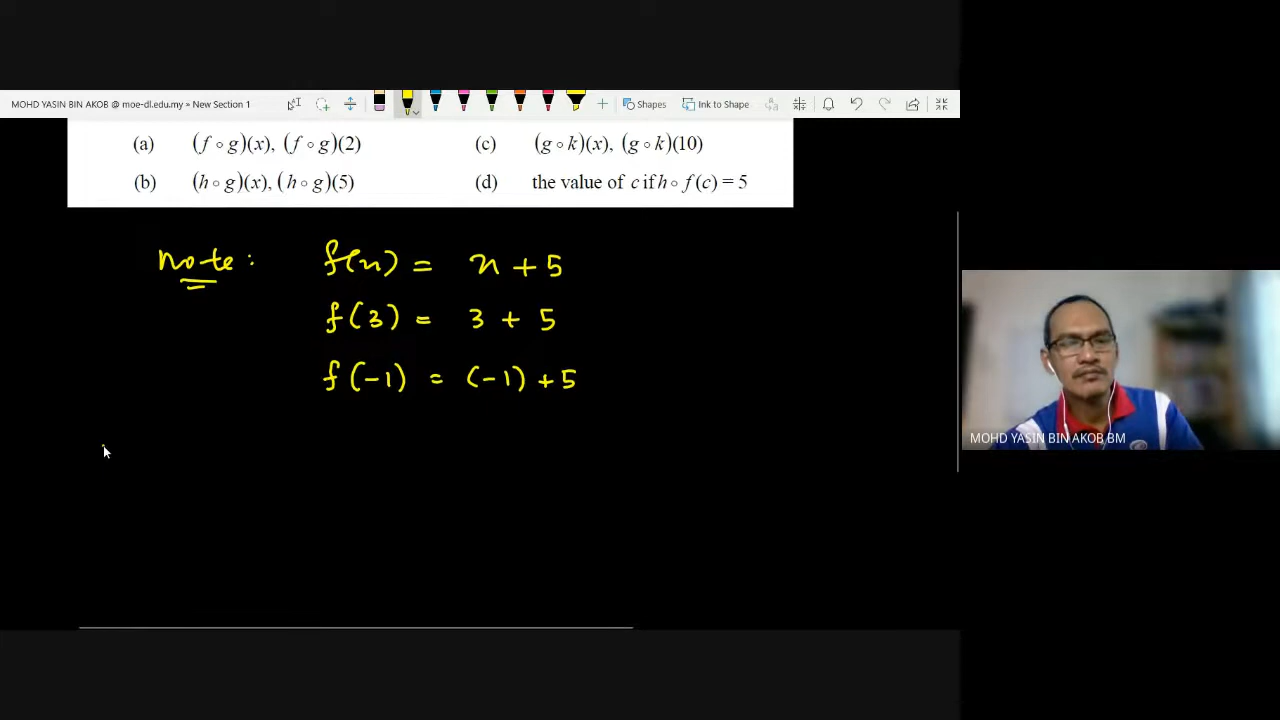 MOHD YASIN BIN AKOB @ moe-dl.edu.my » New Section 1
Shapes
Ink to Shape
(a) (f ∘ g)(x), (f ∘ g)(2)
(c) (g ∘ k)(x), (g ∘ k)(10)
(b) (h ∘ g)(x), (h ∘ g)(5)
(d) the value of c if h ∘ f(c) = 5
Note : f(x) = x + 5
f(3) = 3 + 5
f(-1) = (-1) + 5
MOHD YASIN BIN AKOB BM